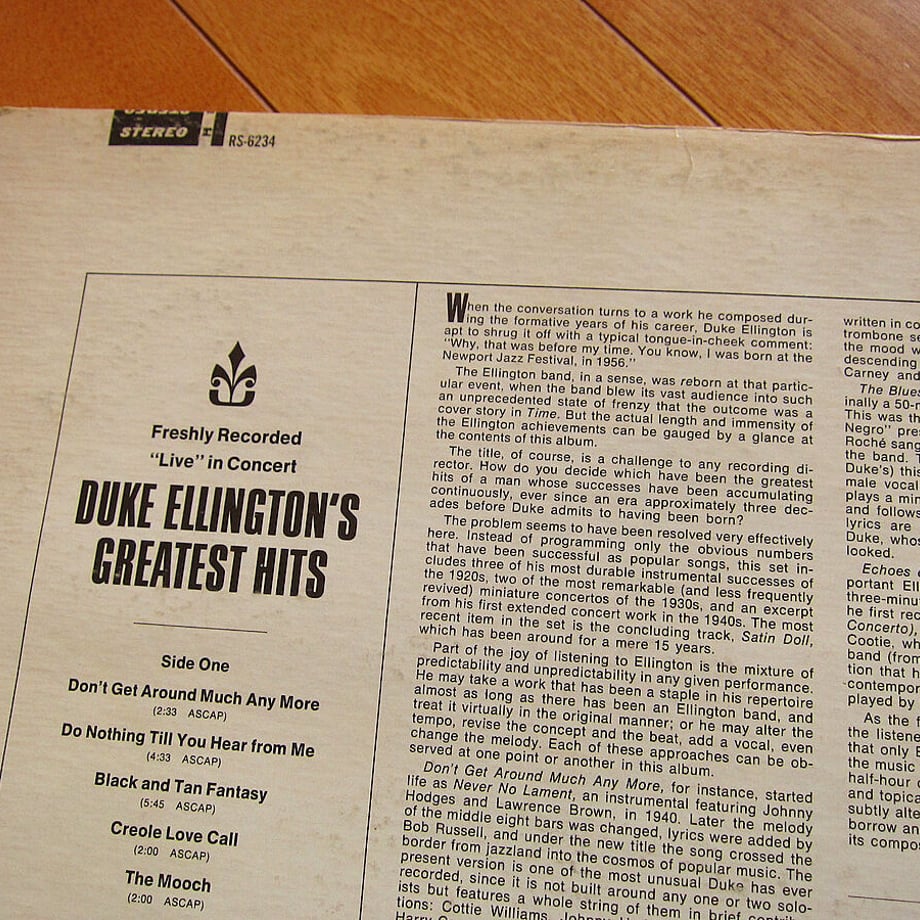 STEREO
RS-6234
Freshly Recorded
"Live" in Concert
DUKE ELLINGTON'S
GREATEST HITS
Side One
Don't Get Around Much Any More
(2:33 ASCAP)
Do Nothing Till You Hear from Me
(4:33 ASCAP)
Black and Tan Fantasy
(5:45 ASCAP)
Creole Love Call
(2:00 ASCAP)
The Mooch
(2:00 ASCAP)
When the conversation turns to a work he composed dur-
ing the formative years of his career, Duke Ellington is
apt to shrug it off with a typical tongue-in-cheek comment:
"Why, that was before my time. You know, I was born at the
Newport Jazz Festival, in 1956."
The Ellington band, in a sense, was reborn at that partic-
ular event, when the band blew its vast audience into such
an unprecedented state of frenzy that the outcome was a
cover story in Time. But the actual length and immensity of
the Ellington achievements can be gauged by a glance at
the contents of this album.
The title, of course, is a challenge to any recording di-
rector. How do you decide which have been the greatest
hits of a man whose successes have been accumulating
continuously, ever since an era approximately three dec-
ades before Duke admits to having been born?
The problem seems to have been resolved very effectively
here. Instead of programming only the obvious numbers
that have been successful as popular songs, this set in-
cludes three of his most durable instrumental successes of
the 1920s, two of the most remarkable (and less frequently
revived) miniature concertos of the 1930s, and an excerpt
from his first extended concert work in the 1940s. The most
recent item in the set is the concluding track, Satin Doll,
which has been around for a mere 15 years.
Part of the joy of listening to Ellington is the mixture of
predictability and unpredictability in any given performance.
He may take a work that has been a staple in his repertoire
almost as long as there has been an Ellington band, and
treat it virtually in the original manner; or he may alter the
tempo, revise the concept and the beat, add a vocal, even
change the melody. Each of these approaches can be ob-
served at one point or another in this album.
Don't Get Around Much Any More, for instance, started
life as Never No Lament, an instrumental featuring Johnny
Hodges and Lawrence Brown, in 1940. Later the melody
of the middle eight bars was changed, lyrics were added by
Bob Russell, and under the new title the song crossed the
border from jazzland into the cosmos of popular music. The
present version is one of the most unusual Duke has ever
recorded, since it is not built around any one or two solo-
ists but features a whole string of them in brief
tions: Cottie Williams, Johnny
Harry
written in
trombone
the mood
descending
Carney and
The Blues
inally a 50-
This was
Negro"
Roché sang
the band.
Duke's) this
male vocal
plays a
and follows
lyrics are
Duke,
looked.
Echoes
portant
three-
he first
Concerto),
Cootie,
band (from
tion that
contempor
played by
As the
the listene
that only
the music
half-hour
and topica
subtly alte
borrow an
its compos